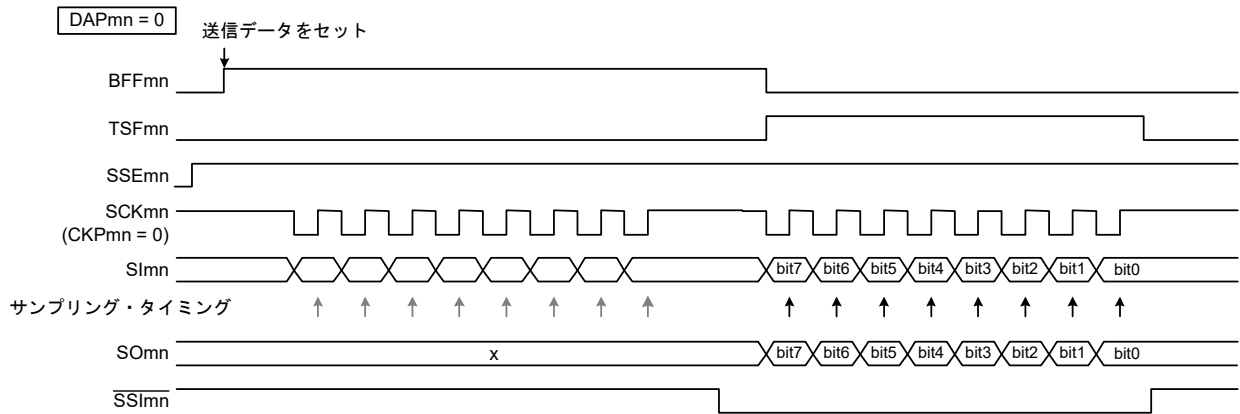 DAPmn = 0
送信データをセット
BFFmn
TSFmn
SSEmn
SCKmn
(CKPmn = 0)
SImn
bit7 bit6 bit5 bit4 bit3 bit2 bit1 bit0
サンプリング・タイミング
SOmn
x
bit7 bit6 bit5 bit4 bit3 bit2 bit1 bit0
SSImn